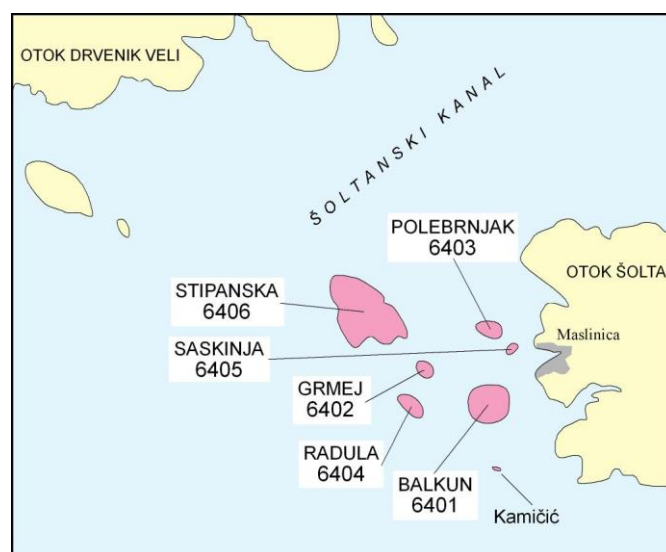 OTOK DRVENIK VELI
ŠOLTANSKI KANAL
POLEBRNJAK
6403
OTOK ŠOLTA
STIPANSKA
6406
Maslinica
SASKINJA
6405
GRMEJ
6402
RADULA
6404
BALKUN
6401
Kamičić